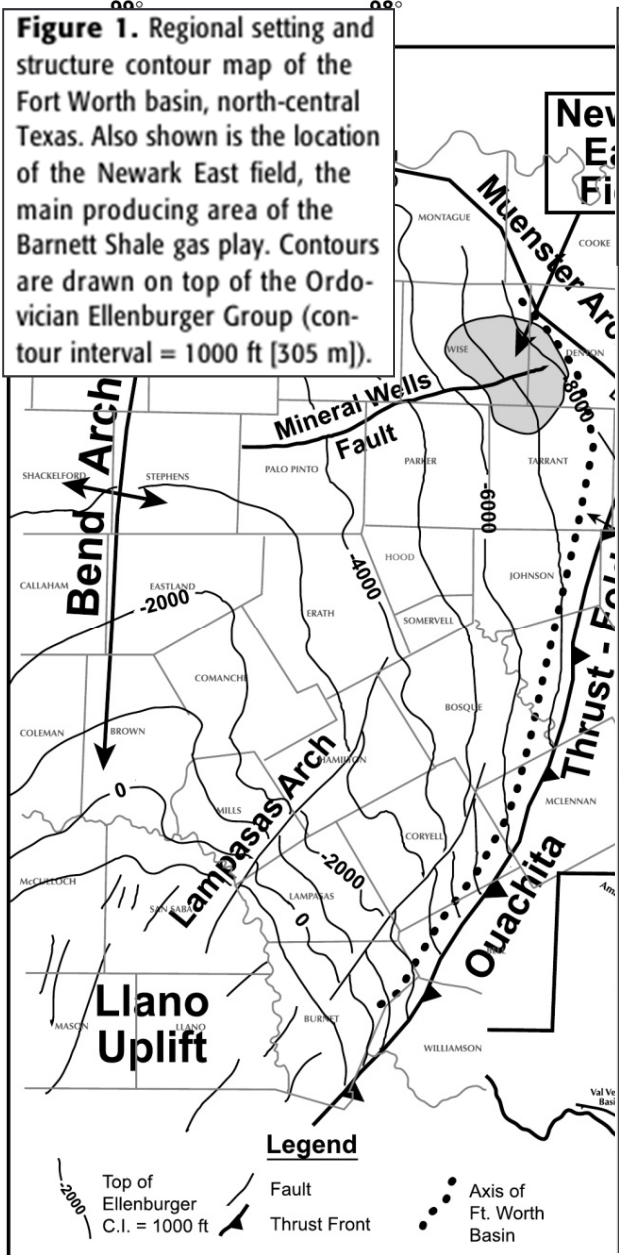 99°
98°
Figure 1. Regional setting and
structure contour map of the
Fort Worth basin, north-central
Texas. Also shown is the location
of the Newark East field, the
main producing area of the
Barnett Shale gas play. Contours
are drawn on top of the Ordo-
vician Ellenburger Group (con-
tour interval = 1000 ft [305 m]).
MONTAGUE
COOKE
WISE
DENTON
-8000
Mineral Wells
Fault
Bend Arch
SHACKELFORD
STEPHENS
PALO PINTO
PARKER
TARRANT
-6000
-4000
HOOD
JOHNSON
CALLAHAM
EASTLAND
-2000
ERATH
SOMERVELL
COMANCHE
BOSQUE
COLEMAN
BROWN
HAMILTON
0
Lampasas Arch
MILLS
CORYELL
MCLENNAN
Thrust -
Ouachita
-2000
McCULLOCH
SAN SABA
LAMPASAS
0
Llano
Uplift
MASON
LLANO
BURNET
WILLIAMSON
Legend
-2000
Top of
Ellenburger
C.I. = 1000 ft
Fault
Thrust Front
Axis of
Ft. Worth
Basin